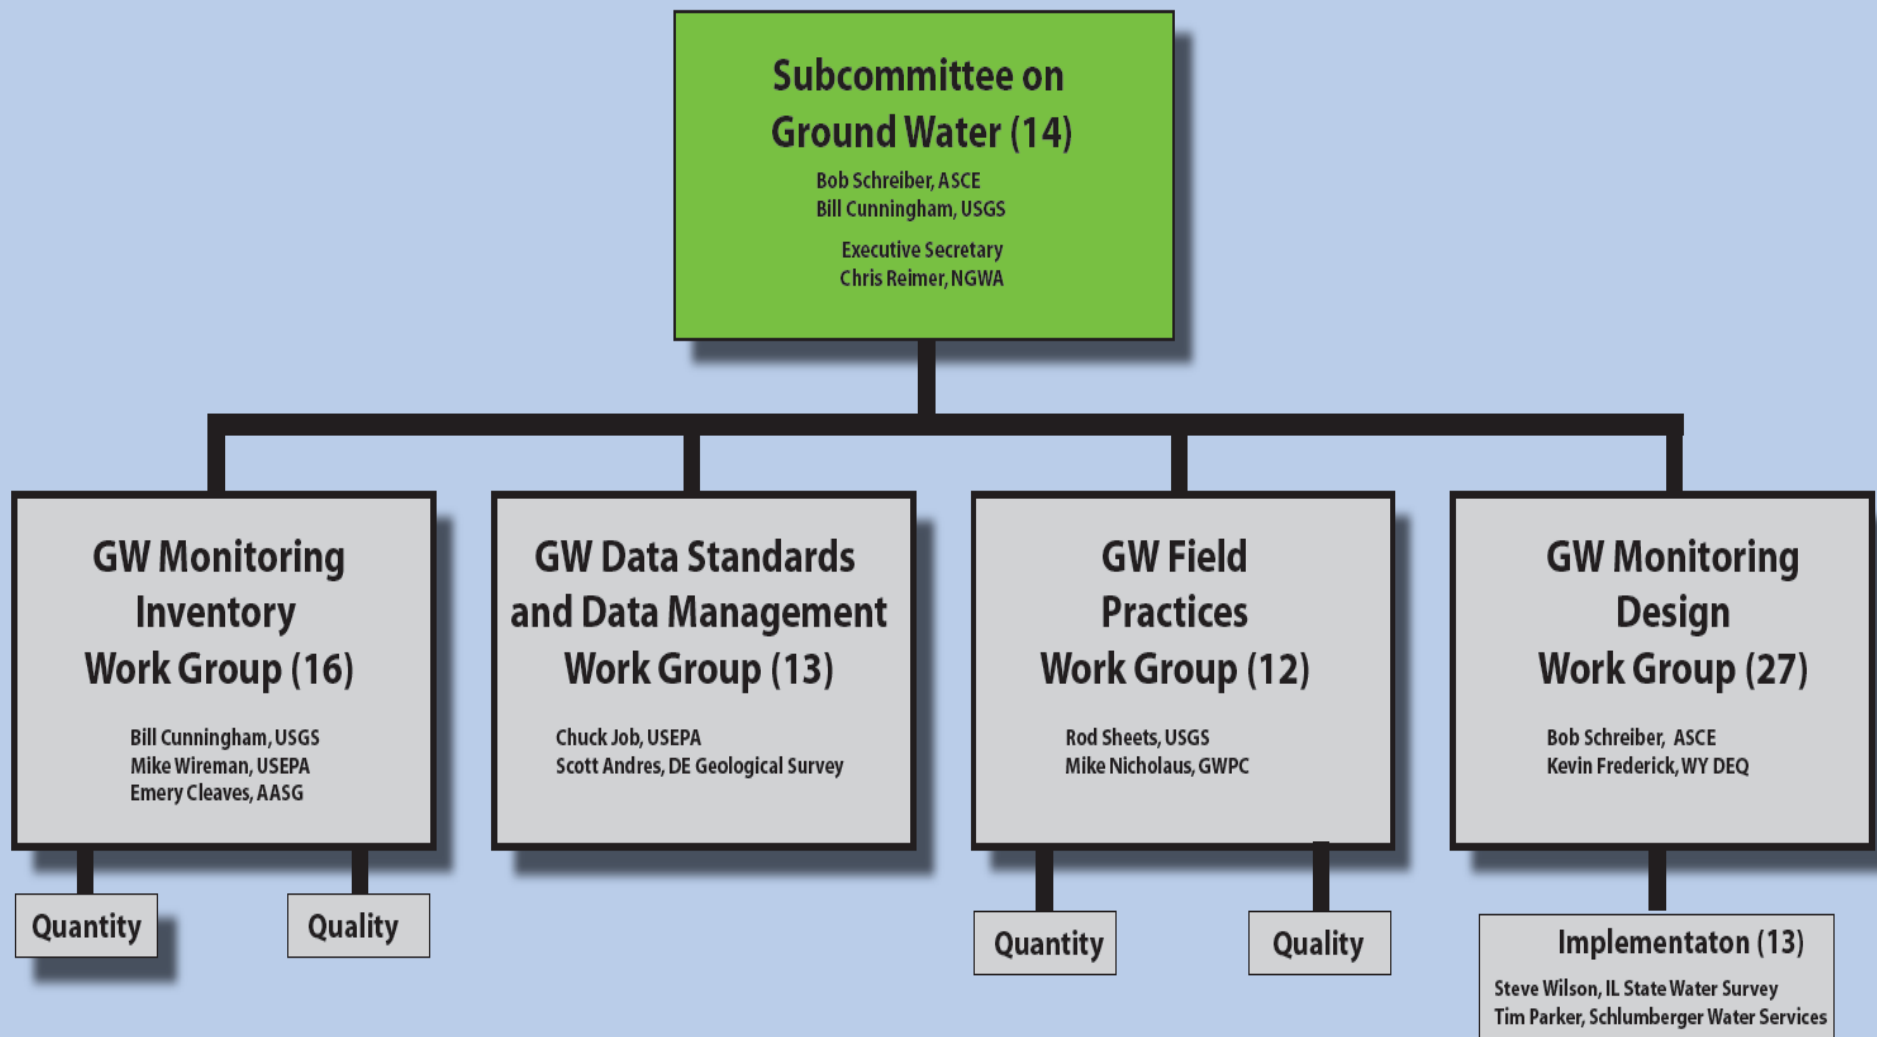 Subcommittee on
Ground Water (14)
Bob Schreiber, ASCE
Bill Cunningham, USGS
Executive Secretary
Chris Reimer, NGWA
GW Monitoring
Inventory
Work Group (16)
Bill Cunningham, USGS
Mike Wireman, USEPA
Emery Cleaves, AASG
Quantity
Quality
GW Data Standards
and Data Management
Work Group (13)
Chuck Job, USEPA
Scott Andres, DE Geological Survey
GW Field
Practices
Work Group (12)
Rod Sheets, USGS
Mike Nicholaus, GWPC
Quantity
Quality
GW Monitoring
Design
Work Group (27)
Bob Schreiber, ASCE
Kevin Frederick, WY DEQ
Implementaton (13)
Steve Wilson, IL State Water Survey
Tim Parker, Schlumberger Water Services